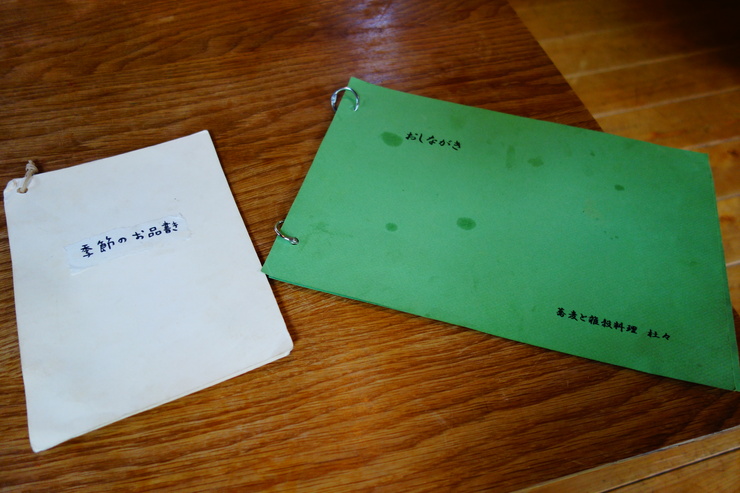 季節のお品書き
おしながき
蕎麦と雑穀料理 杜々